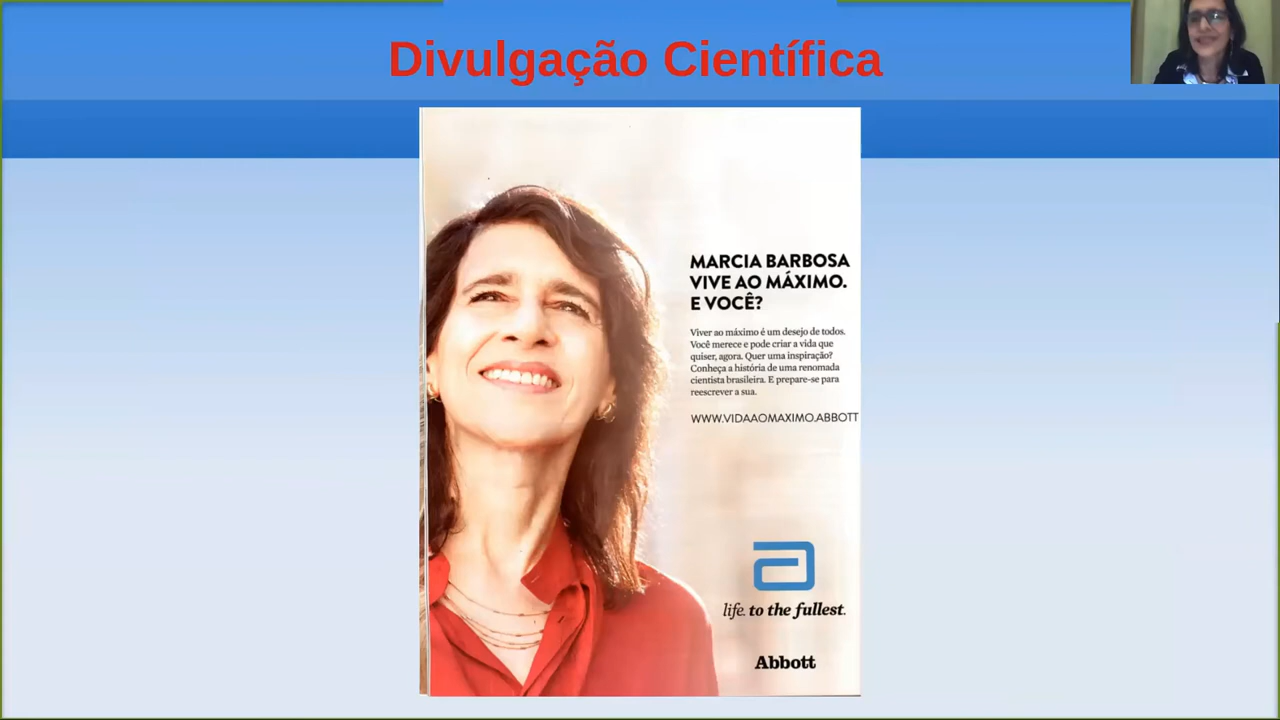 Divulgação Científica
MARCIA BARBOSA
VIVE AO MÁXIMO.
E VOCÊ?
Viver ao máximo é um desejo de todos.
Você merece e pode criar a vida que
quiser, agora. Quer uma inspiração?
Conheça a história de uma renomada
cientista brasileira. E prepare-se para
reescrever a sua.
WWW.VIDAAOMAXIMO.ABBOTT
life. to the fullest.
Abbott